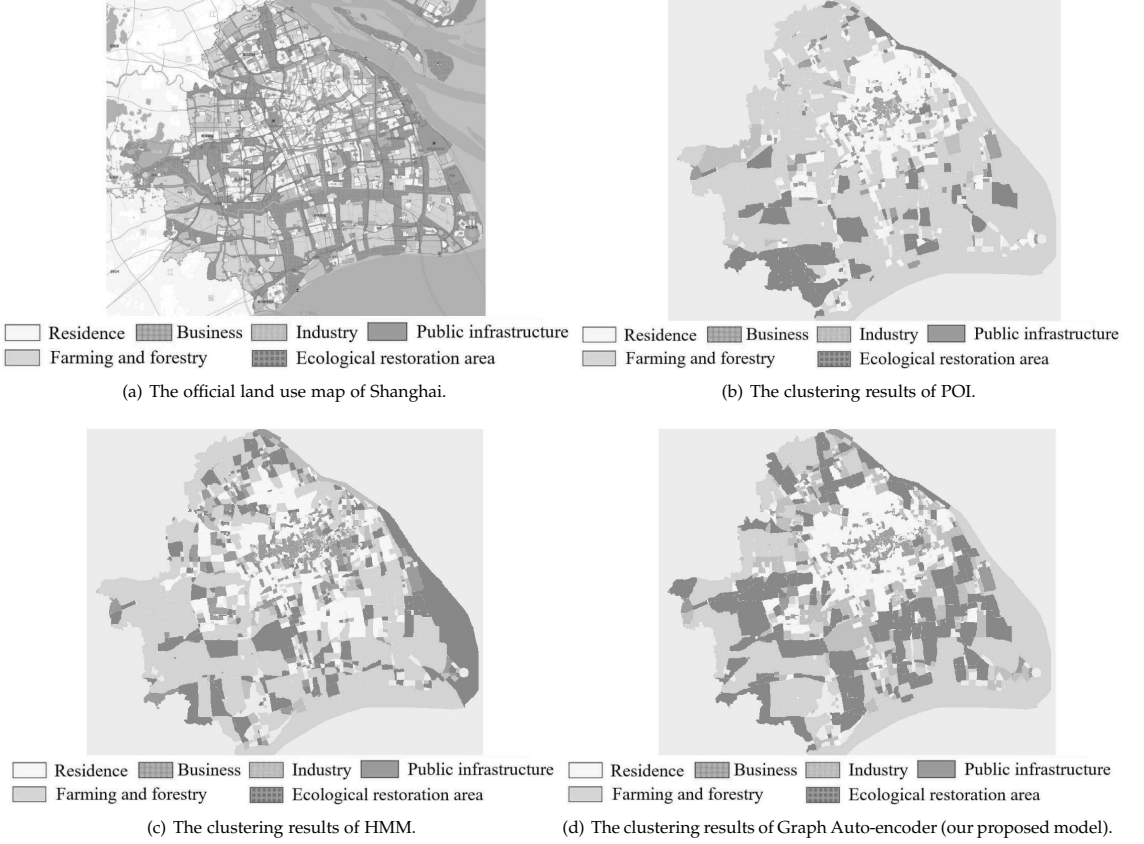 Residence Business Industry Public infrastructure
Farming and forestry Ecological restoration area
(a) The official land use map of Shanghai.
Residence Business Industry Public infrastructure
Farming and forestry Ecological restoration area
(b) The clustering results of POI.
Residence Business Industry Public infrastructure
Farming and forestry Ecological restoration area
(c) The clustering results of HMM.
Residence Business Industry Public infrastructure
Farming and forestry Ecological restoration area
(d) The clustering results of Graph Auto-encoder (our proposed model).